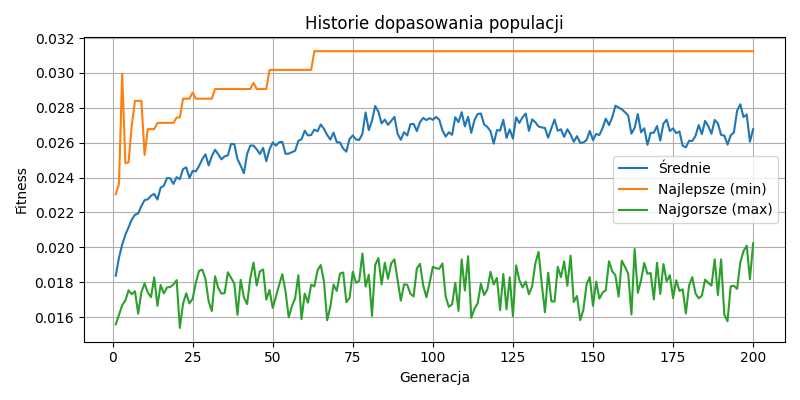 Historie dopasowania populacji
0.032
0.030
0.028
0.026
0.024
0.022
0.020
0.018
0.016
Fitness
Średnie
Najlepsze (min)
Najgorsze (max)
0 25 50 75 100 125 150 175 200
Generacja